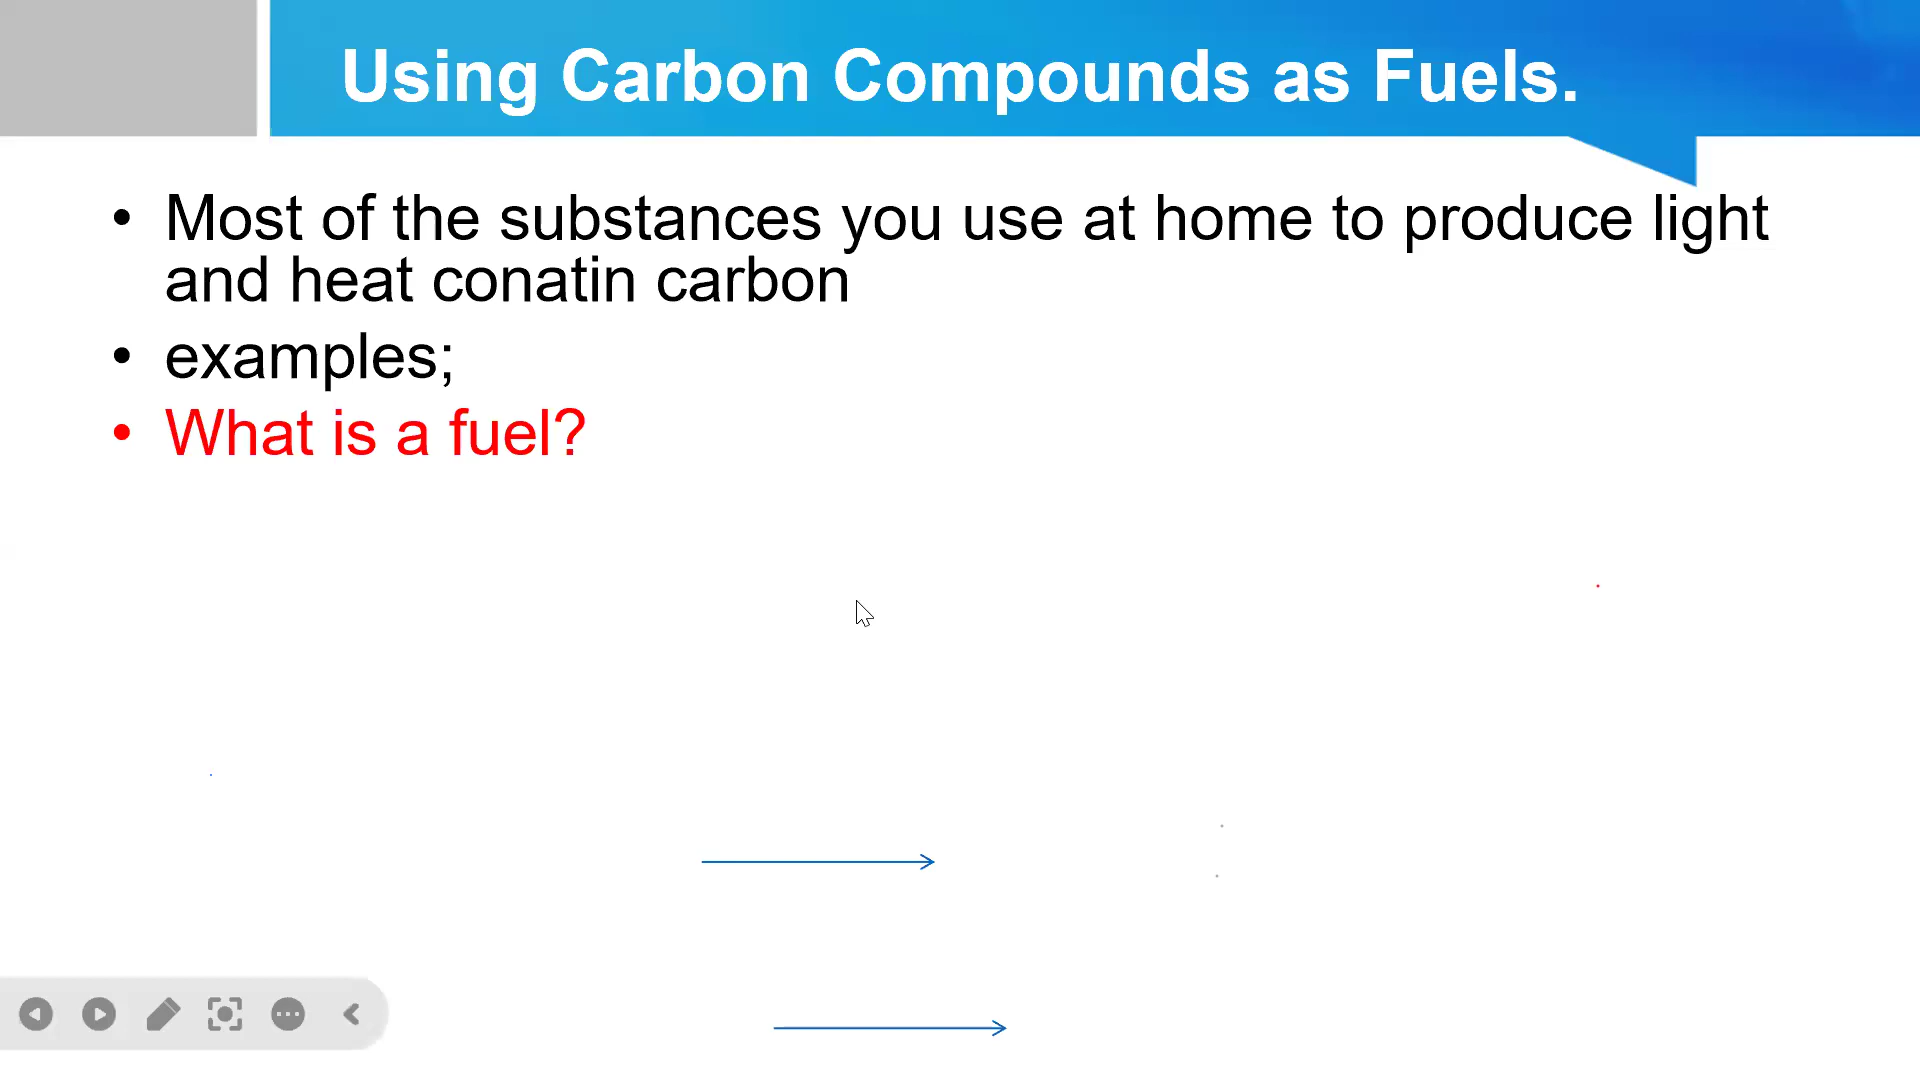 Using Carbon Compounds as Fuels.
• Most of the substances you use at home to produce light
and heat conatin carbon
• examples;
• What is a fuel?